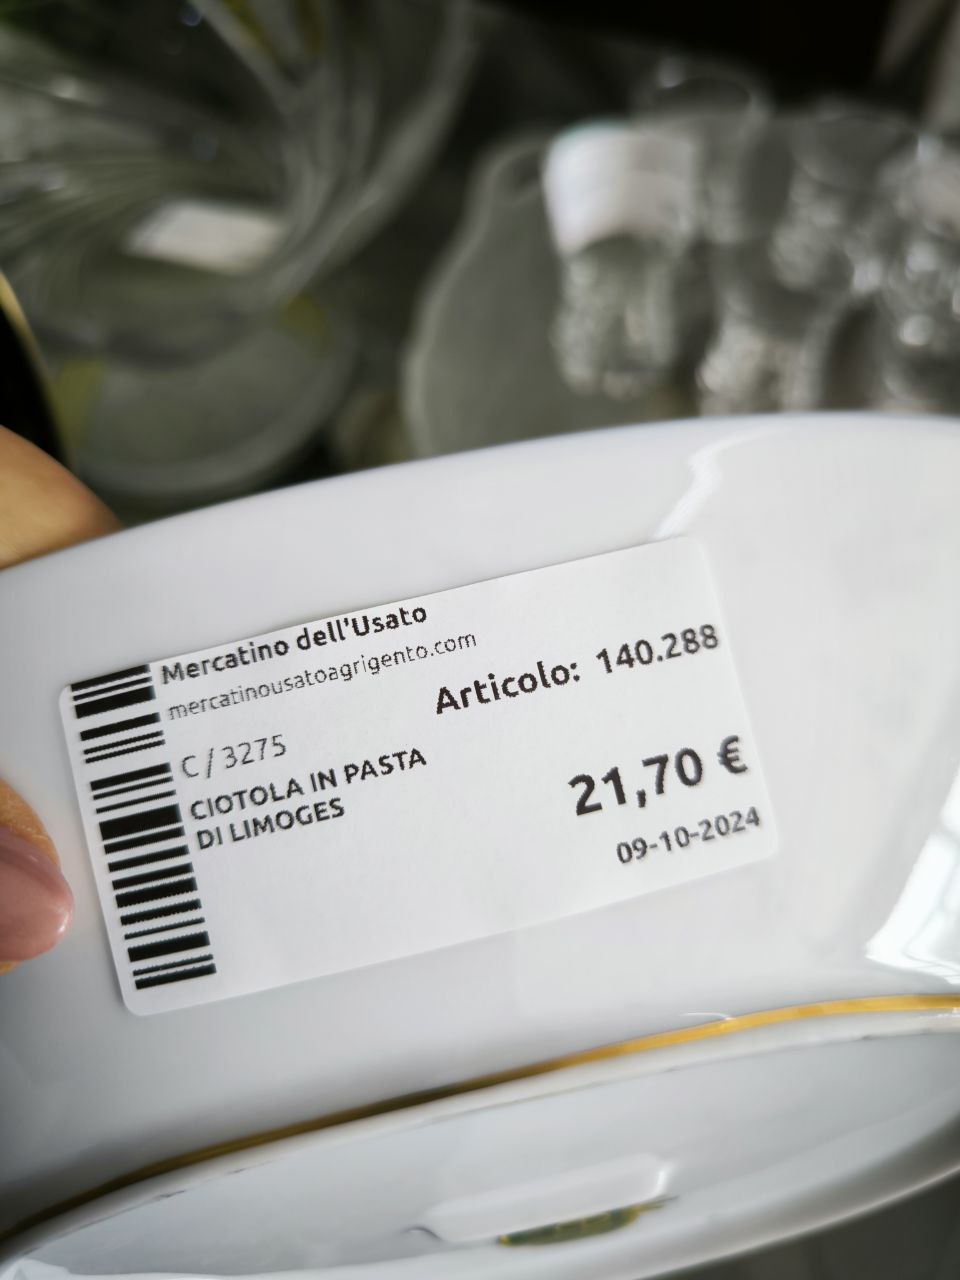 Mercatino dell'Usato
mercatinousatoagrigento.com
Articolo: 140.288
C / 3275
CIOTOLA IN PASTA
DI LIMOGES
21,70 €
09-10-2024